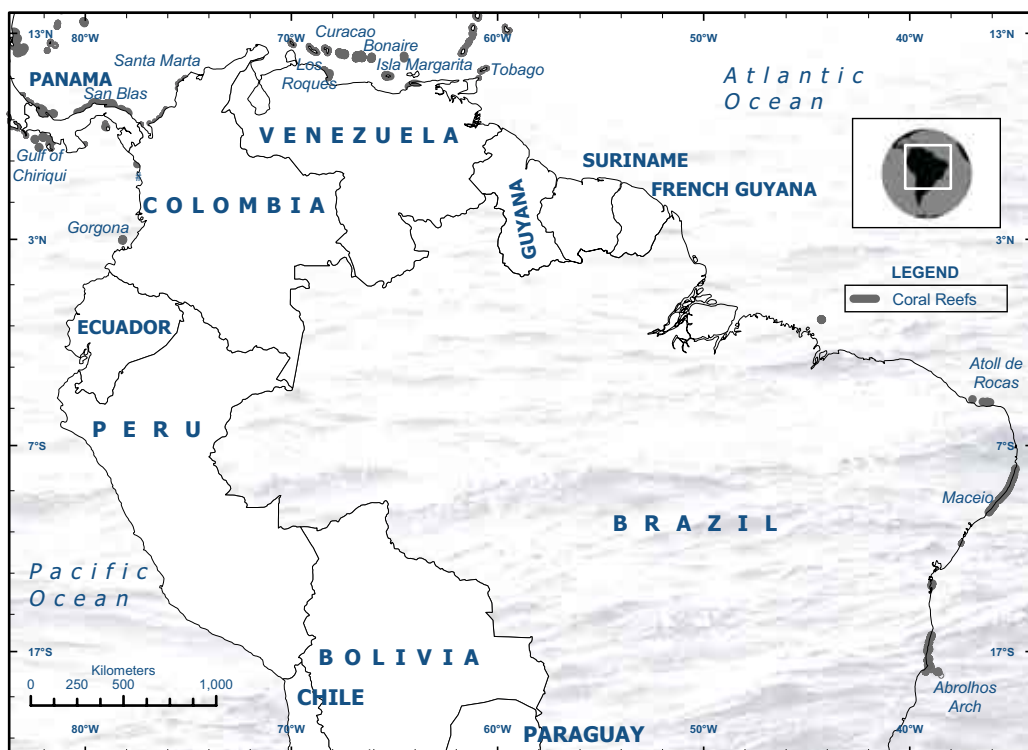 80°W
70°W
60°W
50°W
40°W
13°N
13°N
Curacao
Bonaire
Santa Marta
Los
Roques
Isla Margarita
Tobago
Atlantic
Ocean
PANAMA
San Blas
VENEZUELA
Gulf of
Chiriqui
SURINAME
FRENCH GUYANA
GUYANA
COLOMBIA
Gorgona
3°N
3°N
LEGEND
Coral Reefs
ECUADOR
Atoll de
Rocas
PERU
7°S
7°S
Maceio
BRAZIL
Pacific
Ocean
17°S
17°S
BOLIVIA
Kilometers
0 250 500 1,000
CHILE
Abrolhos
Arch
PARAGUAY
80°W
70°W
60°W
50°W
40°W